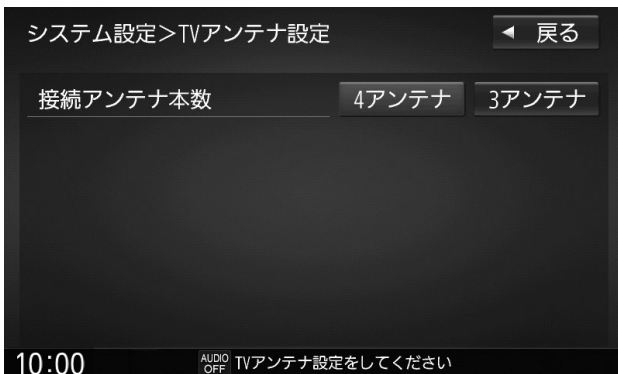 システム設定>TVアンテナ設定 ◀ 戻る
接続アンテナ本数 4アンテナ 3アンテナ
10:00 AUDIO OFF TVアンテナ設定をしてください